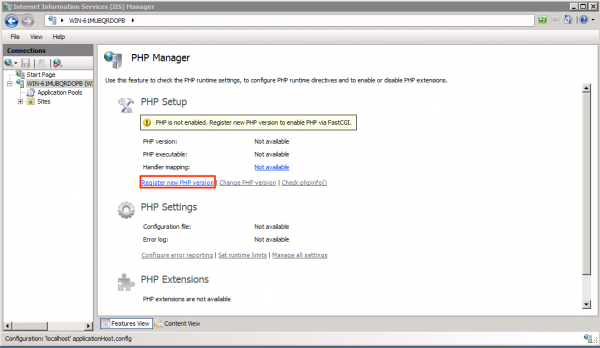 Internet Information Services (IIS) Manager
WIN-61MUBQRDOPB
File View Help
Connections
Start Page
WIN-61MUBQRDOPB (W
Application Pools
Sites
PHP Manager
Use this feature to check the PHP runtime settings, to configure PHP runtime directives and to enable or disable PHP extensions.
PHP Setup
PHP is not enabled. Register new PHP version to enable PHP via FastCGI.
PHP version: Not available
PHP executable: Not available
Handler mapping: Not available
Register new PHP version | Change PHP version | Check phpinfo()
PHP Settings
Configuration file: Not available
Error log: Not available
Configure error reporting | Set runtime limits | Manage all settings
PHP Extensions
PHP extensions are not available
Features View Content View
Configuration: 'localhost' applicationHost.config